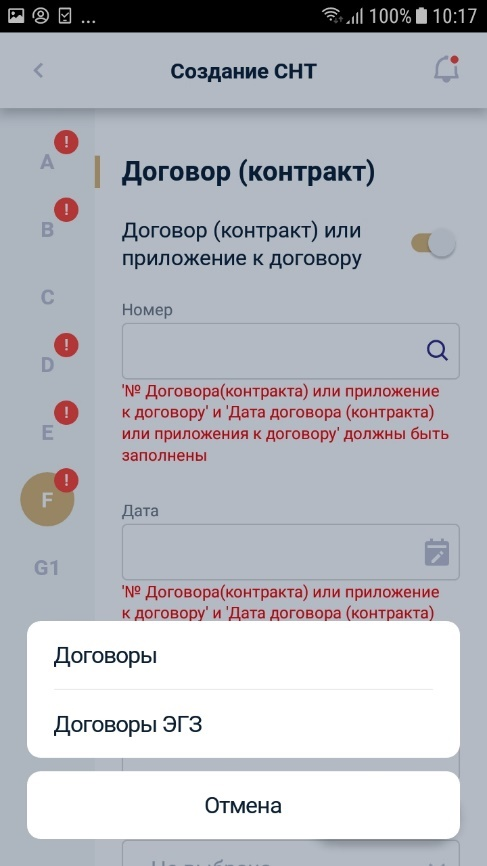 ... 100% 10:17
Создание СНТ
A !
B !
C
D !
E !
F !
G1
Договор (контракт)
Договор (контракт) или
приложение к договору
Номер
'№ Договора(контракта) или приложение
к договору' и 'Дата договора (контракта)
или приложения к договору' должны быть
заполнены
Дата
'№ Договора(контракта) или приложение
к договору' и 'Дата договора (контракта)
Договоры
Договоры ЭГЗ
Отмена